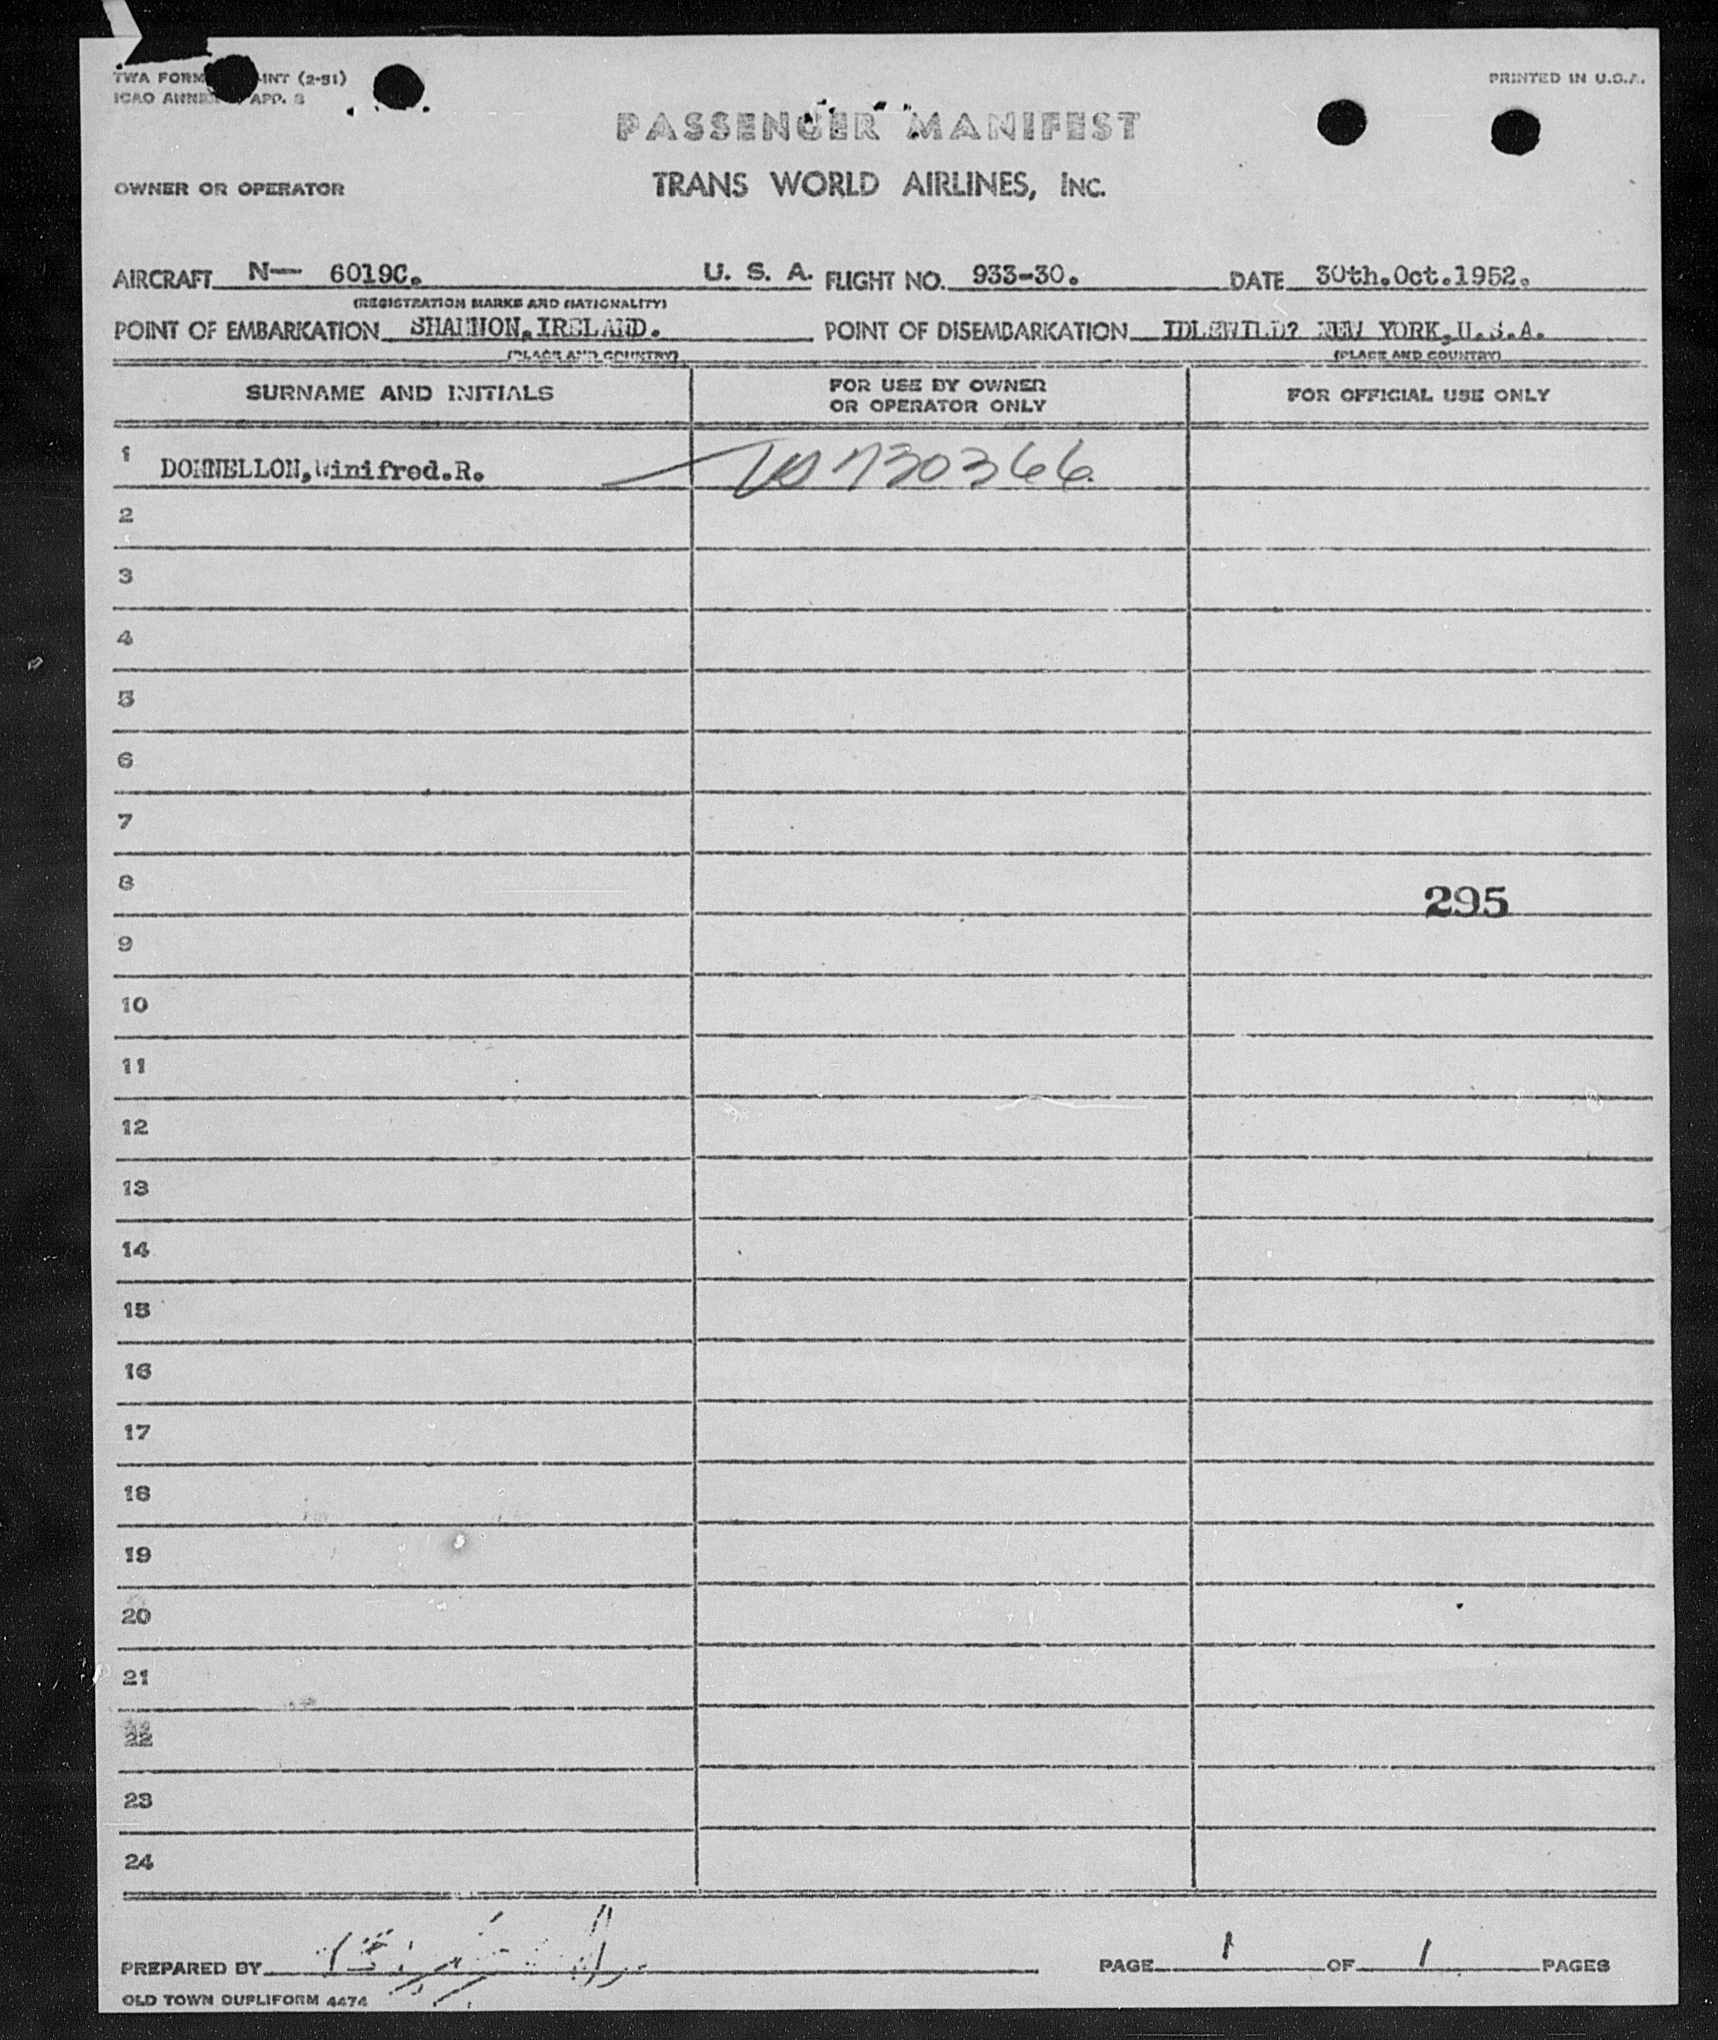 TWA FORM INT (2-51)
PRINTED IN U.S.A.
ICAO ANNEX APP. 8
PASSENGER MANIFEST
OWNER OR OPERATOR
TRANS WORLD AIRLINES, INC.
AIRCRAFT N— 6019C. U. S. A. FLIGHT NO. 933-30. DATE 30th.Oct.1952.
(REGISTRATION MARKS AND NATIONALITY)
POINT OF EMBARKATION SHANNON,IRELAND. POINT OF DISEMBARKATION IDLEWILD? NEW YORK,U.S.A.
(PLACE AND COUNTRY) (PLACE AND COUNTRY)
SURNAME AND INITIALS
FOR USE BY OWNER
OR OPERATOR ONLY
FOR OFFICIAL USE ONLY
1 DONNELLON,Winifred.R. 1730366
2
3
4
5
6
7
8 295
9
10
11
12
13
14
15
16
17
18
19
20
21
22
23
24
PREPARED BY PAGE 1 OF 1 PAGES
OLD TOWN DUPLIFORM 4474